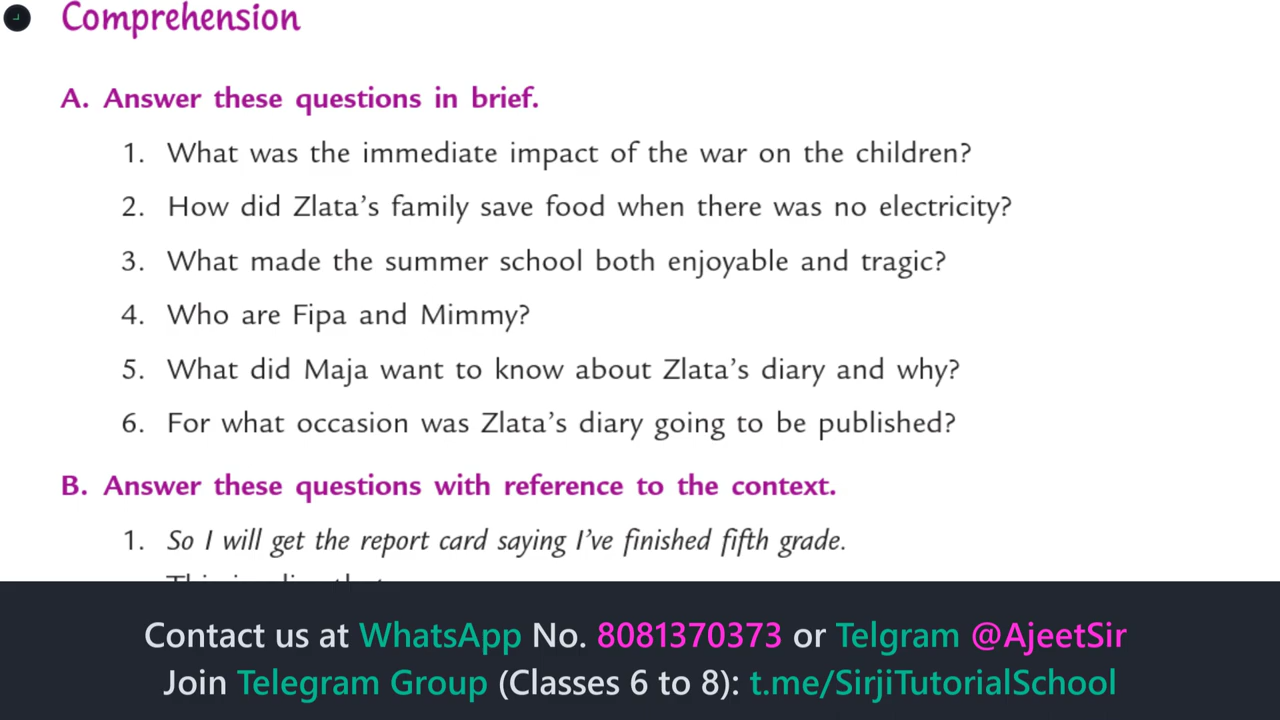 Comprehension
A. Answer these questions in brief.
1. What was the immediate impact of the war on the children?
2. How did Zlata's family save food when there was no electricity?
3. What made the summer school both enjoyable and tragic?
4. Who are Fipa and Mimmy?
5. What did Maja want to know about Zlata's diary and why?
6. For what occasion was Zlata's diary going to be published?
B. Answer these questions with reference to the context.
1. So I will get the report card saying I've finished fifth grade.
Contact us at WhatsApp No. 8081370373 or Telgram @AjeetSir
Join Telegram Group (Classes 6 to 8): t.me/SirjiTutorialSchool